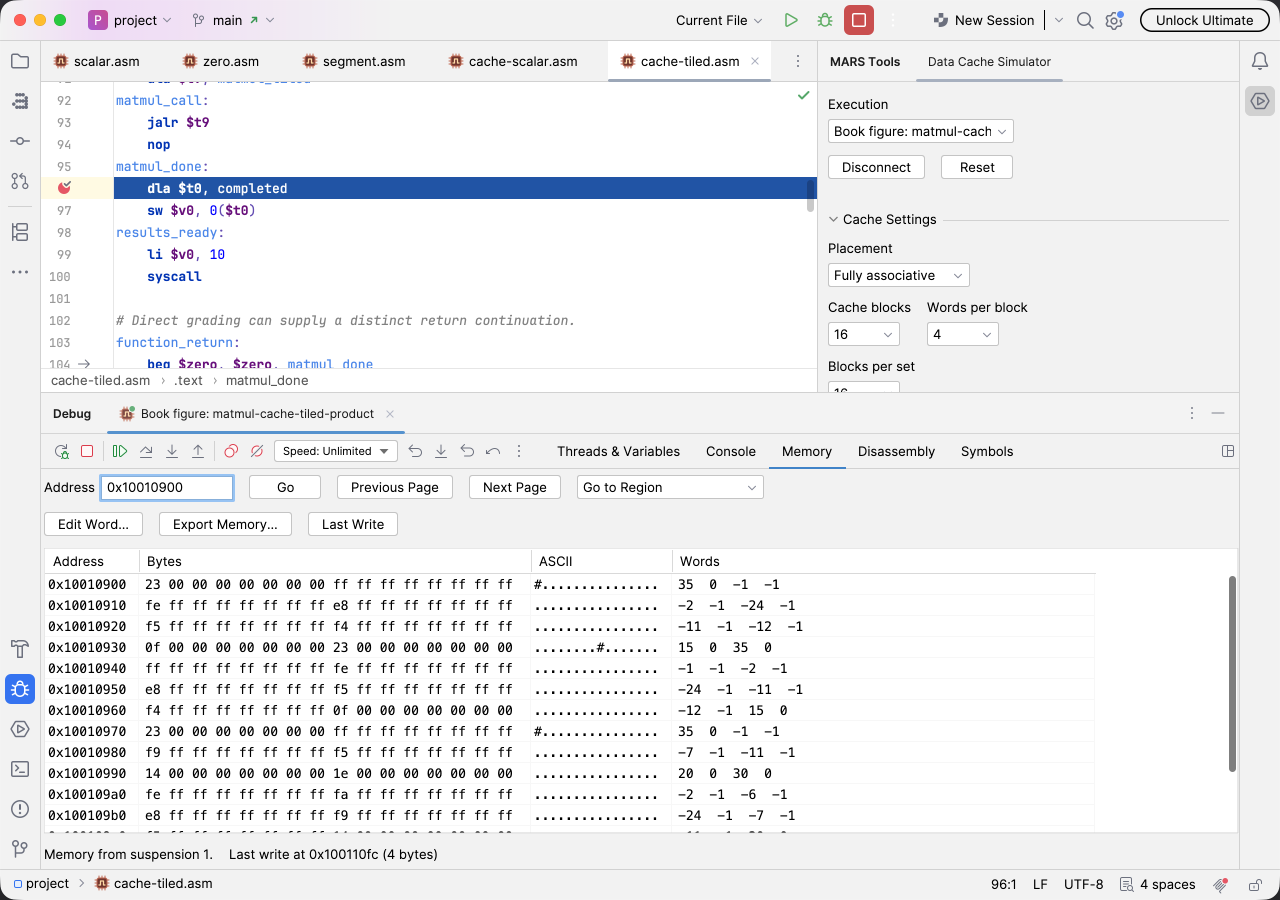 P project main Current File New Session Unlock Ultimate
scalar.asm zero.asm segment.asm cache-scalar.asm cache-tiled.asm
MARS Tools Data Cache Simulator
92 matmul_call:
93 jalr $t9
94 nop
95 matmul_done:
dla $t0, completed
97 sw $v0, 0($t0)
98 results_ready:
99 li $v0, 10
100 syscall
101
102 # Direct grading can supply a distinct return continuation.
103 function_return:
104 beq $zero, $zero, matmul_done
cache-tiled.asm › .text › matmul_done
Execution
Book figure: matmul-cach
Disconnect Reset
Cache Settings
Placement
Fully associative
Cache blocks Words per block
16 4
Blocks per set
16
Debug Book figure: matmul-cache-tiled-product
Speed: Unlimited Threads & Variables Console Memory Disassembly Symbols
Address 0x10010900 Go Previous Page Next Page Go to Region
Edit Word... Export Memory... Last Write
Address Bytes ASCII Words
0x10010900 23 00 00 00 00 00 00 00 ff ff ff ff ff ff ff ff #............... 35 0 -1 -1
0x10010910 fe ff ff ff ff ff ff ff e8 ff ff ff ff ff ff ff ................ -2 -1 -24 -1
0x10010920 f5 ff ff ff ff ff ff ff f4 ff ff ff ff ff ff ff ................ -11 -1 -12 -1
0x10010930 0f 00 00 00 00 00 00 00 23 00 00 00 00 00 00 00 ........#....... 15 0 35 0
0x10010940 ff ff ff ff ff ff ff ff fe ff ff ff ff ff ff ff ................ -1 -1 -2 -1
0x10010950 e8 ff ff ff ff ff ff ff f5 ff ff ff ff ff ff ff ................ -24 -1 -11 -1
0x10010960 f4 ff ff ff ff ff ff ff 0f 00 00 00 00 00 00 00 ................ -12 -1 15 0
0x10010970 23 00 00 00 00 00 00 00 ff ff ff ff ff ff ff ff #............... 35 0 -1 -1
0x10010980 f9 ff ff ff ff ff ff ff f5 ff ff ff ff ff ff ff ................ -7 -1 -11 -1
0x10010990 14 00 00 00 00 00 00 00 1e 00 00 00 00 00 00 00 ................ 20 0 30 0
0x100109a0 fe ff ff ff ff ff ff ff fa ff ff ff ff ff ff ff ................ -2 -1 -6 -1
0x100109b0 e8 ff ff ff ff ff ff ff f9 ff ff ff ff ff ff ff ................ -24 -1 -7 -1
Memory from suspension 1. Last write at 0x100110fc (4 bytes)
project › cache-tiled.asm 96:1 LF UTF-8 4 spaces